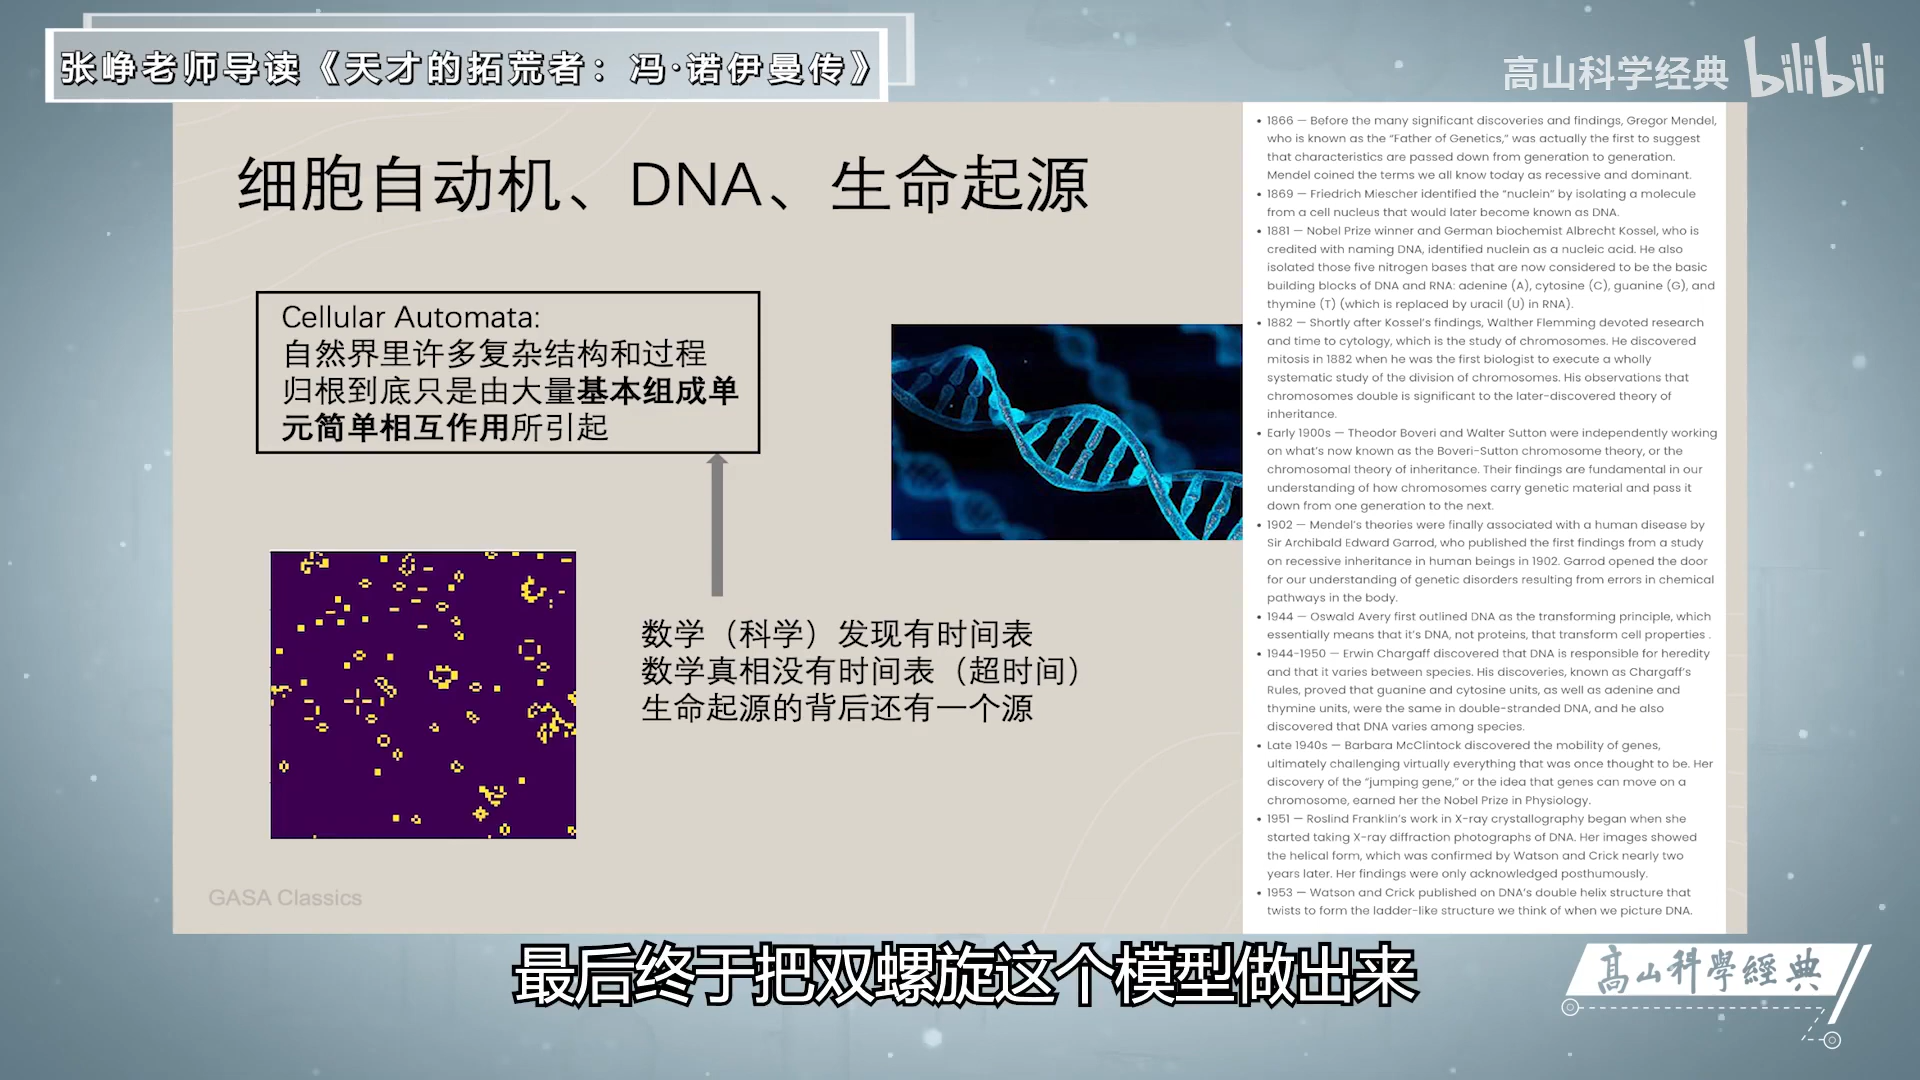 张峥老师导读《天才的拓荒者：冯·诺伊曼传》
高山科学经典 bilibili
细胞自动机、DNA、生命起源
Cellular Automata:
自然界里许多复杂结构和过程
归根到底只是由大量基本组成单
元简单相互作用所引起
数学（科学）发现有时间表
数学真相没有时间表（超时间）
生命起源的背后还有一个源
GASA Classics
• 1866 — Before the many significant discoveries and findings, Gregor Mendel,
who is known as the “Father of Genetics,” was actually the first to suggest
that characteristics are passed down from generation to generation.
Mendel coined the terms we all know today as recessive and dominant.
• 1869 — Friedrich Miescher identified the “nuclein” by isolating a molecule
from a cell nucleus that would later become known as DNA.
• 1881 — Nobel Prize winner and German biochemist Albrecht Kossel, who is
credited with naming DNA, identified nuclein as a nucleic acid. He also
isolated those five nitrogen bases that are now considered to be the basic
building blocks of DNA and RNA: adenine (A), cytosine (C), guanine (G), and
thymine (T) (which is replaced by uracil (U) in RNA).
• 1882 — Shortly after Kossel’s findings, Walther Flemming devoted research
and time to cytology, which is the study of chromosomes. He discovered
mitosis in 1882 when he was the first biologist to execute a wholly
systematic study of the division of chromosomes. His observations that
chromosomes double is significant to the later-discovered theory of
inheritance.
• Early 1900s — Theodor Boveri and Walter Sutton were independently working
on what’s now known as the Boveri-Sutton chromosome theory, or the
chromosomal theory of inheritance. Their findings are fundamental in our
understanding of how chromosomes carry genetic material and pass it
down from one generation to the next.
• 1902 — Mendel’s theories were finally associated with a human disease by
Sir Archibald Edward Garrod, who published the first findings from a study
on recessive inheritance in human beings in 1902. Garrod opened the door
for our understanding of genetic disorders resulting from errors in chemical
pathways in the body.
• 1944 — Oswald Avery first outlined DNA as the transforming principle, which
essentially means that it’s DNA, not proteins, that transform cell properties .
• 1944-1950 — Erwin Chargaff discovered that DNA is responsible for heredity
and that it varies between species. His discoveries, known as Chargaff’s
Rules, proved that guanine and cytosine units, as well as adenine and
thymine units, were the same in double-stranded DNA, and he also
discovered that DNA varies among species.
• Late 1940s — Barbara McClintock discovered the mobility of genes,
ultimately challenging virtually everything that was once thought to be. Her
discovery of the “jumping gene,” or the idea that genes can move on a
chromosome, earned her the Nobel Prize in Physiology.
• 1951 — Roslind Franklin’s work in X-ray crystallography began when she
started taking X-ray diffraction photographs of DNA. Her images showed
the helical form, which was confirmed by Watson and Crick nearly two
years later. Her findings were only acknowledged posthumously.
• 1953 — Watson and Crick published on DNA’s double helix structure that
twists to form the ladder-like structure we think of when we picture DNA.
最后终于把双螺旋这个模型做出来
高山科學經典